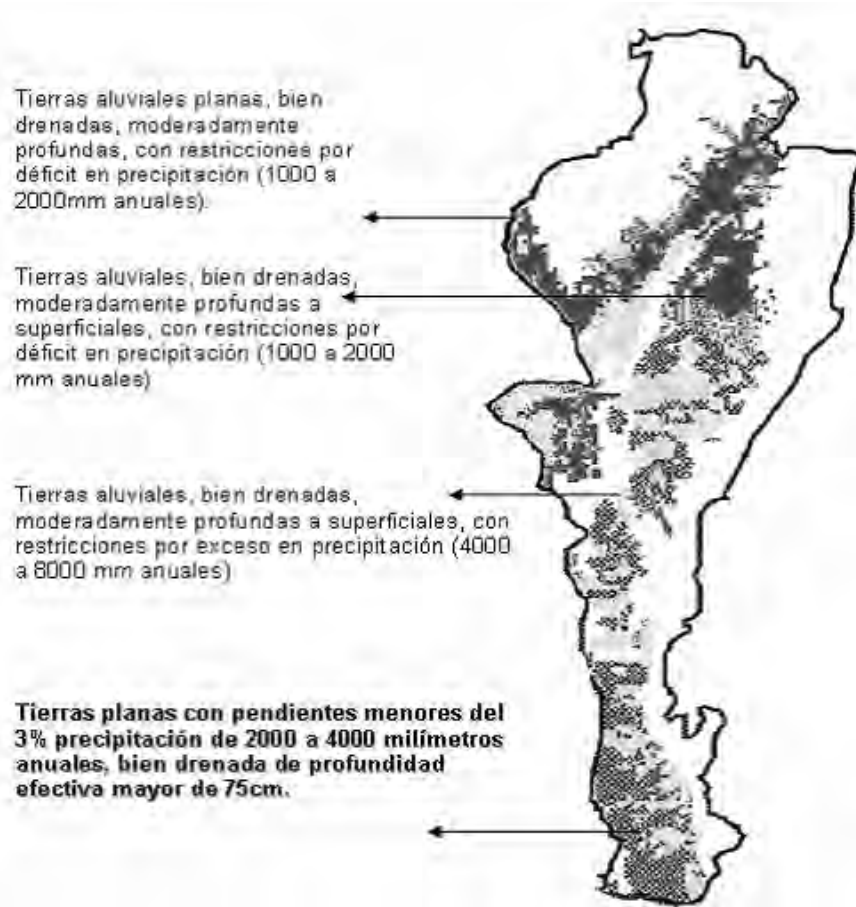 Tierras aluviales planas, bien
drenadas, moderadamente
profundas, con restricciones por
déficit en precipitación (1000 a
2000mm anuales).
Tierras aluviales, bien drenadas,
moderadamente profundas a
superficiales, con restricciones por
déficit en precipitación (1000 a 2000
mm anuales)
Tierras aluviales, bien drenadas,
moderadamente profundas a superficiales, con
restricciones por exceso en precipitación (4000
a 8000 mm anuales)
Tierras planas con pendientes menores del
3% precipitación de 2000 a 4000 milímetros
anuales, bien drenada de profundidad
efectiva mayor de 75cm.